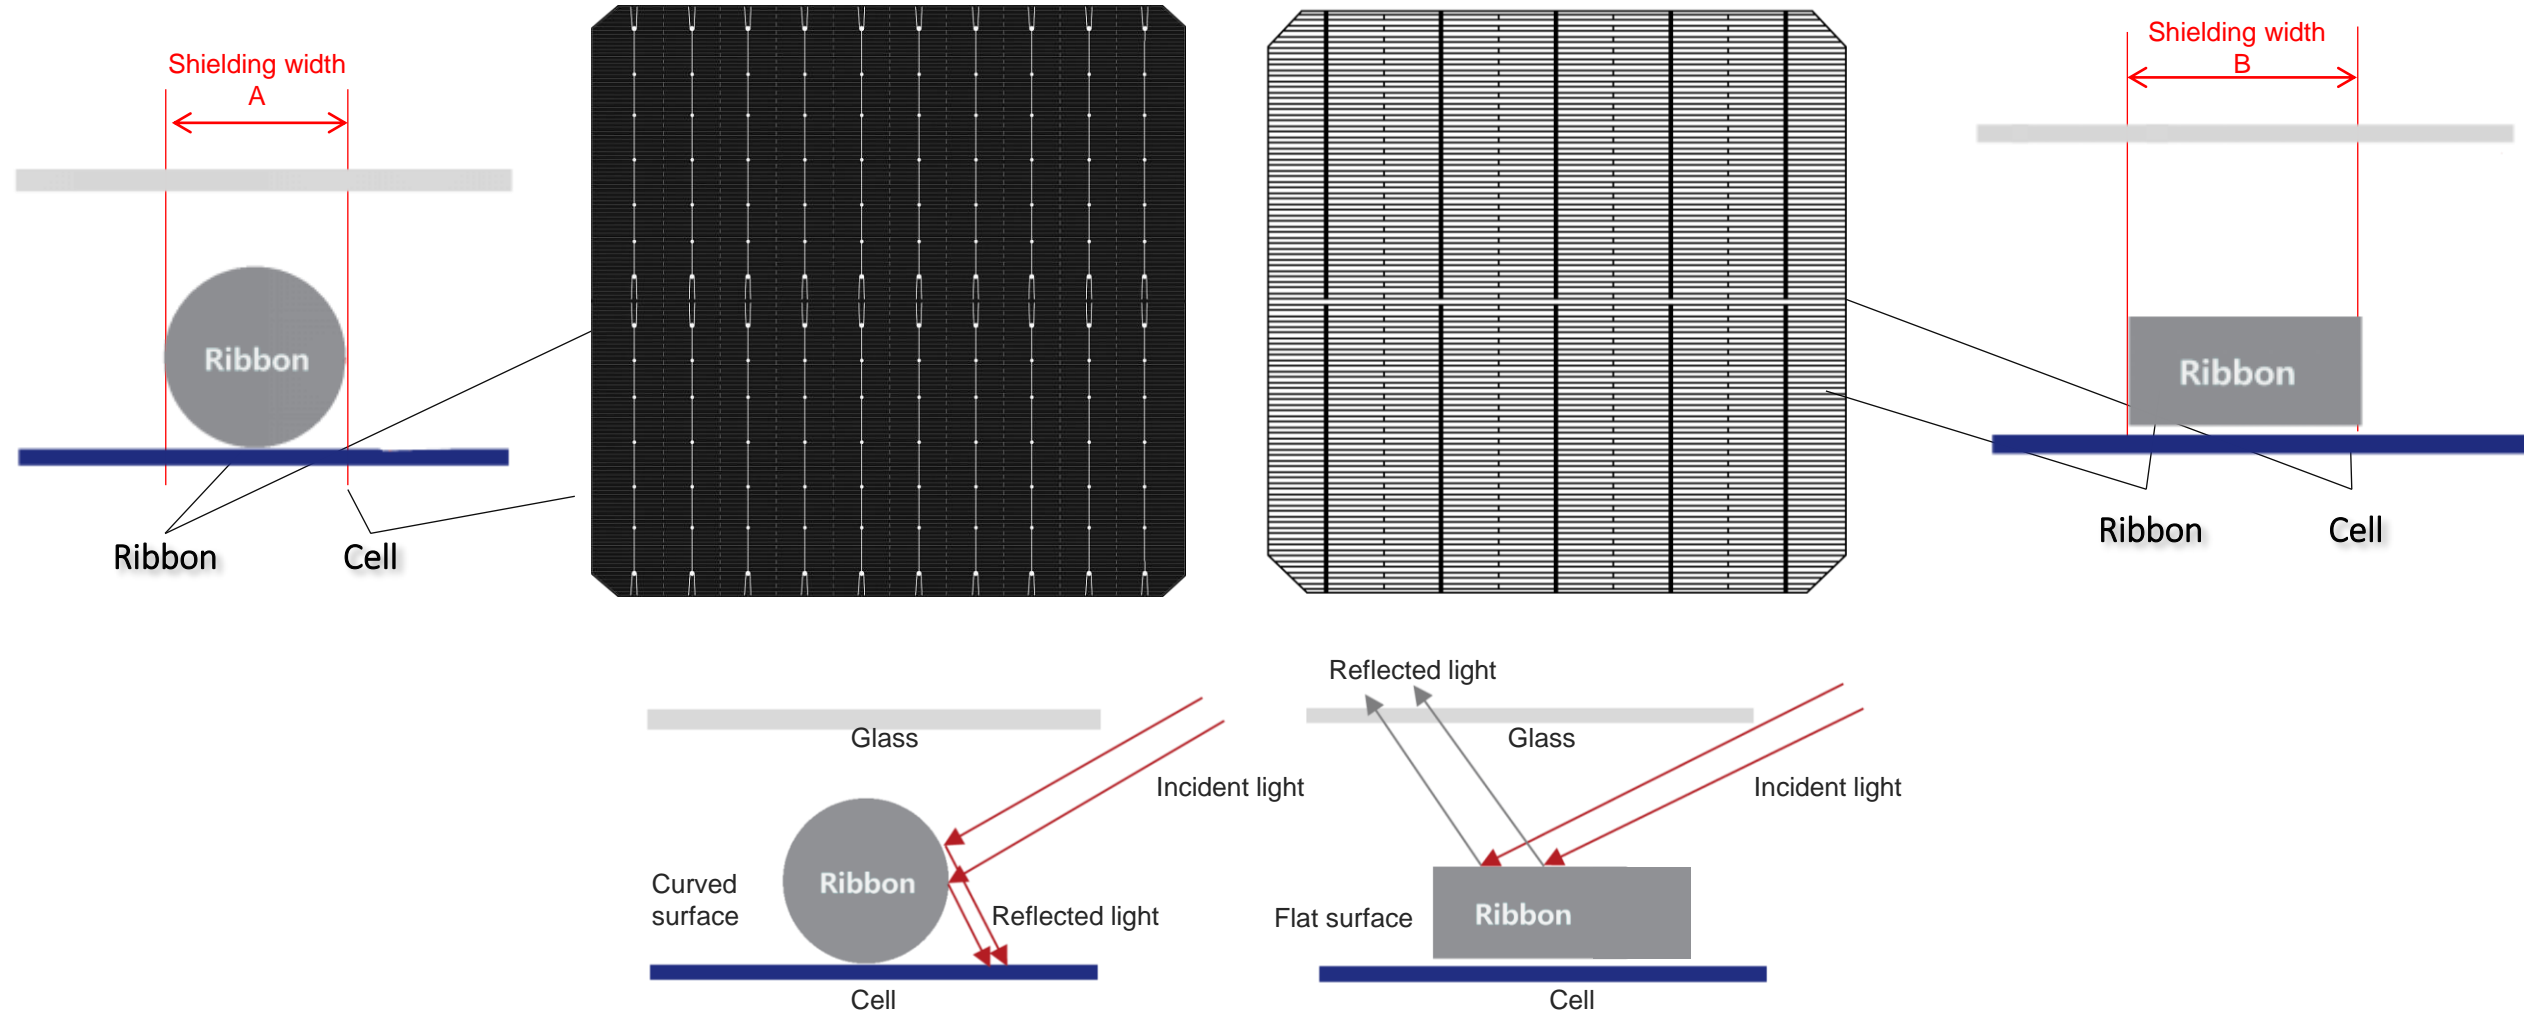 Shielding width
A
Ribbon
Ribbon
Cell
Shielding width
B
Ribbon
Ribbon
Cell
Glass
Incident light
Ribbon
Curved
surface
Reflected light
Cell
Reflected light
Glass
Incident light
Flat surface
Ribbon
Cell